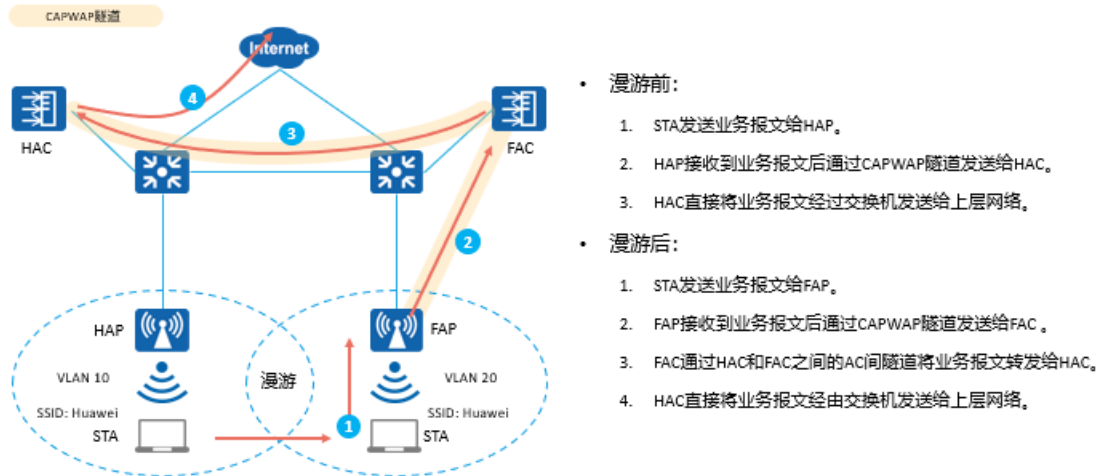 CAPWAP隧道
Internet
4
3
HAC
FAC
2
HAP
FAP
VLAN 10
漫游
VLAN 20
SSID: Huawei
SSID: Huawei
STA
1
STA
• 漫游前：
1. STA发送业务报文给HAP。
2. HAP接收到业务报文后通过CAPWAP隧道发送给HAC。
3. HAC直接将业务报文经过交换机发送给上层网络。
• 漫游后：
1. STA发送业务报文给FAP。
2. FAP接收到业务报文后通过CAPWAP隧道发送给FAC 。
3. FAC通过HAC和FAC之间的AC间隧道将业务报文转发给HAC。
4. HAC直接将业务报文经由交换机发送给上层网络。